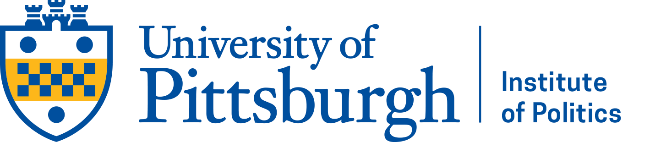 University of
Pittsburgh
Institute
of Politics